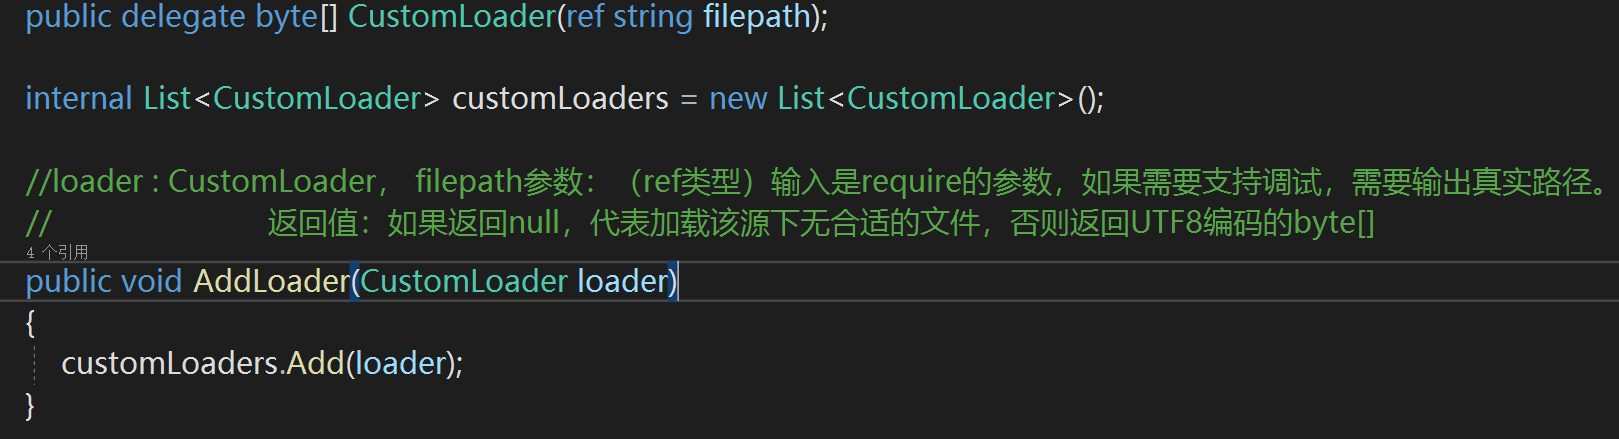 public delegate byte[] CustomLoader(ref string filepath);
internal List<CustomLoader> customLoaders = new List<CustomLoader>();
//loader : CustomLoader， filepath参数：（ref类型）输入是require的参数，如果需要支持调试，需要输出真实路径。
// 返回值：如果返回null，代表加载该源下无合适的文件，否则返回UTF8编码的byte[]
4 个引用
public void AddLoader(CustomLoader loader)
{
customLoaders.Add(loader);
}